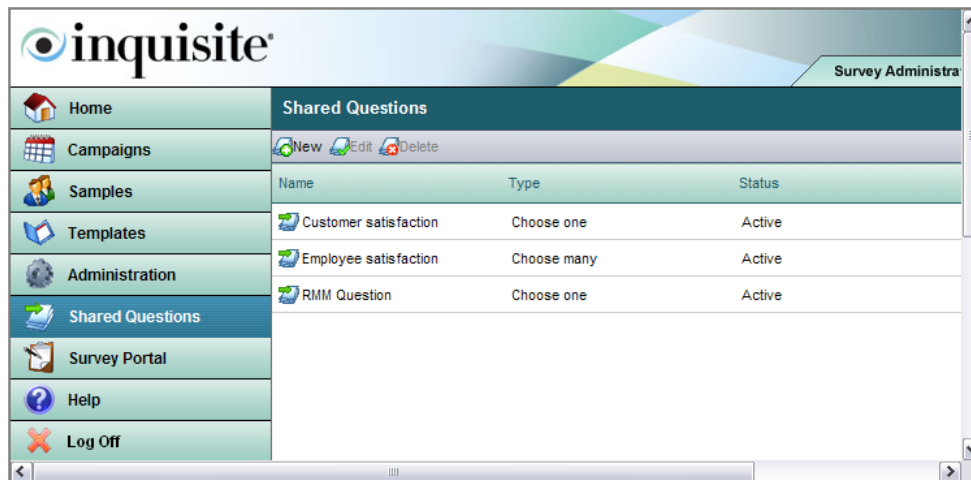 inquisite
Survey Administra
Home
Campaigns
Samples
Templates
Administration
Shared Questions
Survey Portal
Help
Log Off
Shared Questions
New Edit Delete
Name Type Status
Customer satisfaction Choose one Active
Employee satisfaction Choose many Active
RMM Question Choose one Active